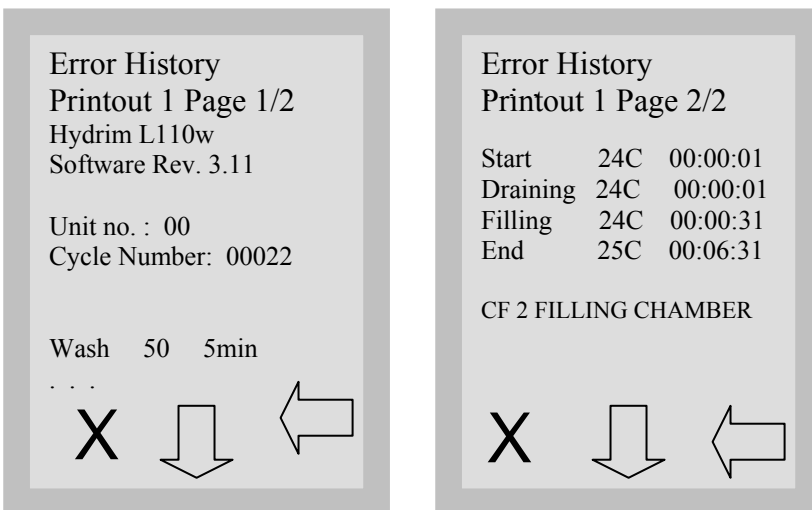 Error History
Printout 1 Page 1/2
Hydrim L110w
Software Rev. 3.11
Unit no. : 00
Cycle Number: 00022
Wash 50 5min
. . .
X
Error History
Printout 1 Page 2/2
Start 24C 00:00:01
Draining 24C 00:00:01
Filling 24C 00:00:31
End 25C 00:06:31
CF 2 FILLING CHAMBER
X